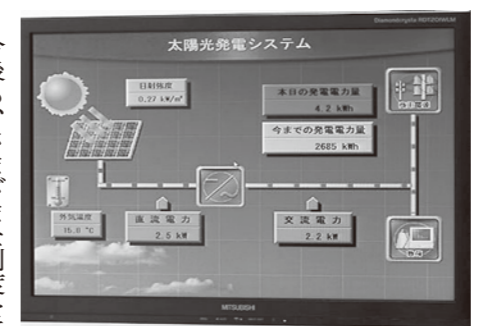 太陽光発電システム
日射強度
0.27 kW/㎡
本日の発電電力量
4.2 kWh
今までの発電電力量
2685 kWh
外気温度
15.0 °C
直流電力
2.5 kW
交流電力
2.2 kW
MITSUBISHI